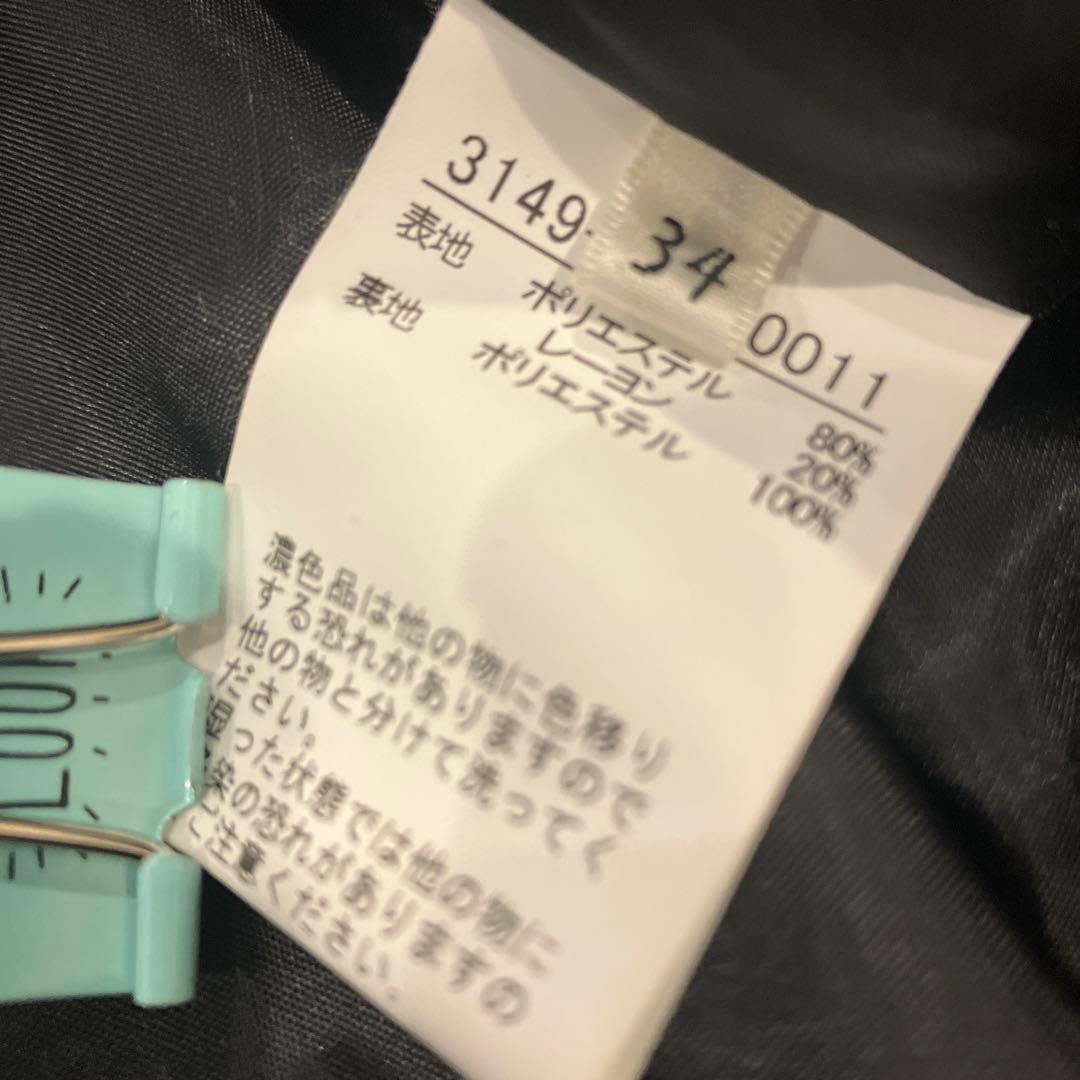 34
3149
0011
表地 ポリエステル 80%
レーヨン 20%
裏地 ポリエステル 100%
濃色品は他の物に色移り
する恐れがありますので
他の物と分けて洗ってく
ださい。
った状態では他の物に
染の恐れがありますの
ご注意ください。